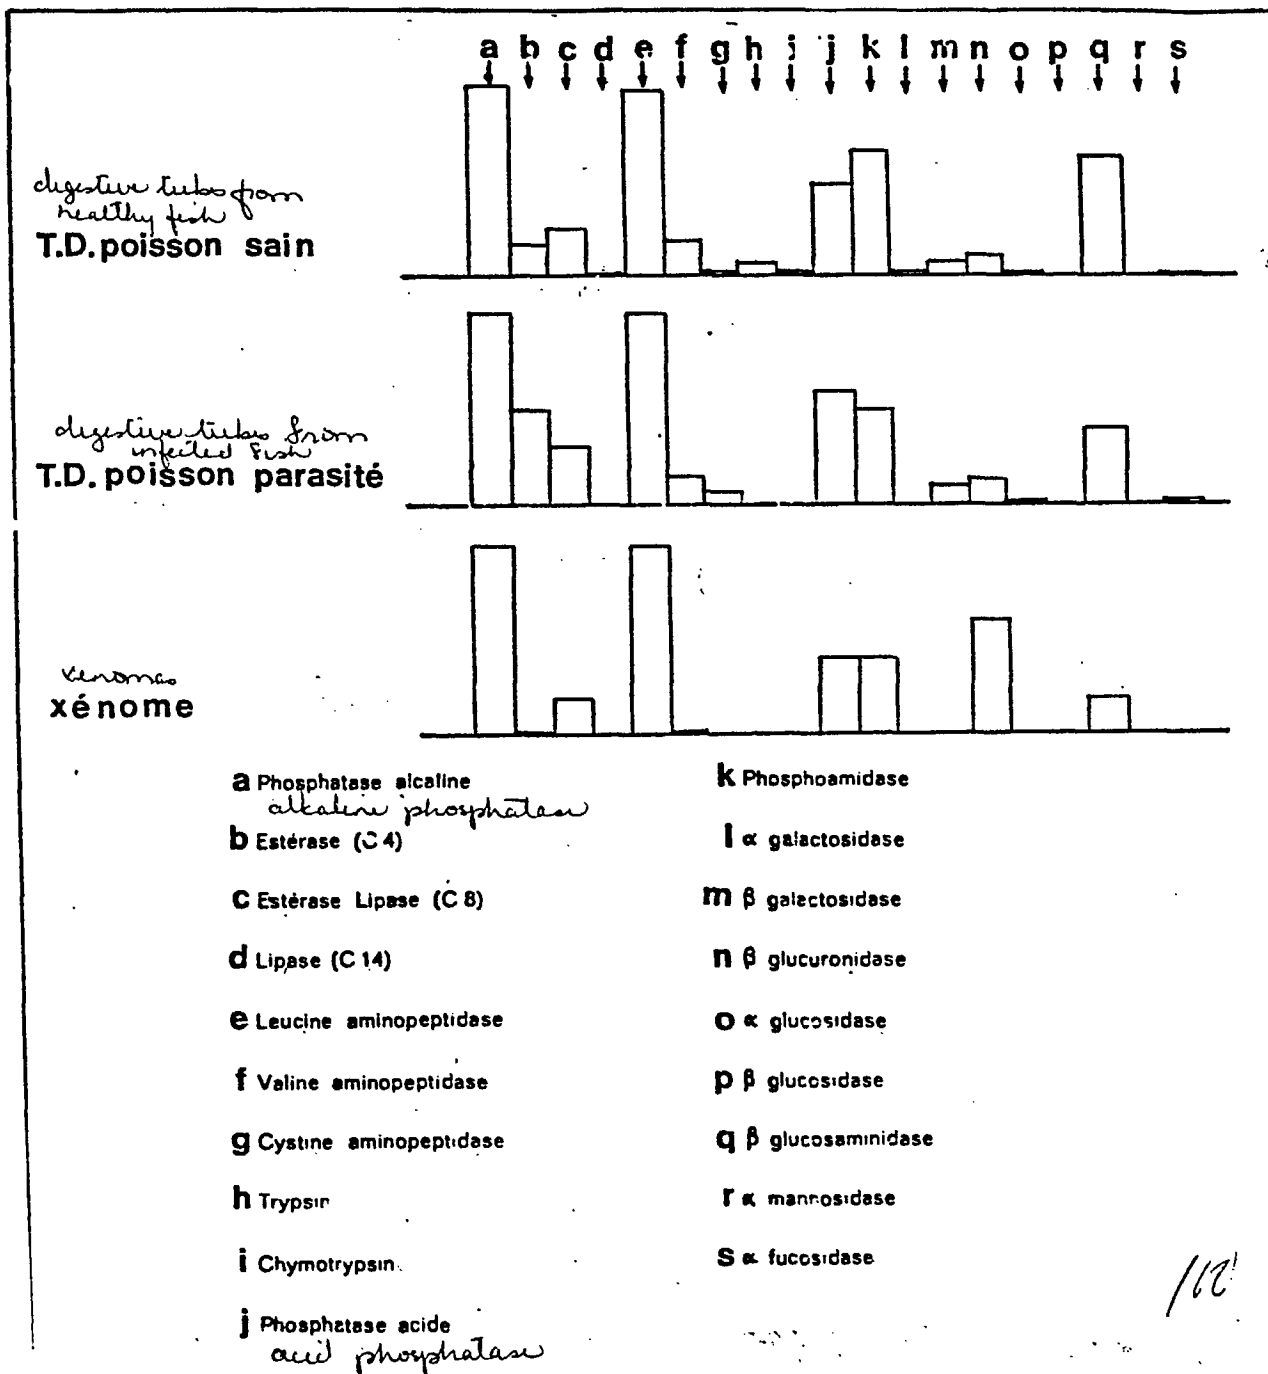 a b c d e f g h i j k l m n o p q r s
digestive tubes from
healthy fish
T.D. poisson sain
digestive tubes from
infected fish
T.D. poisson parasité
xenomas
xénome
a Phosphatase alcaline
alkaline phosphatase
b Estérase (C4)
c Estérase Lipase (C 8)
d Lipase (C 14)
e Leucine aminopeptidase
f Valine aminopeptidase
g Cystine aminopeptidase
h Trypsin
i Chymotrypsin
j Phosphatase acide
acid phosphatase
k Phosphoamidase
l α galactosidase
m β galactosidase
n β glucuronidase
o α glucosidase
p β glucosidase
q β glucosaminidase
r α mannosidase
s α fucosidase